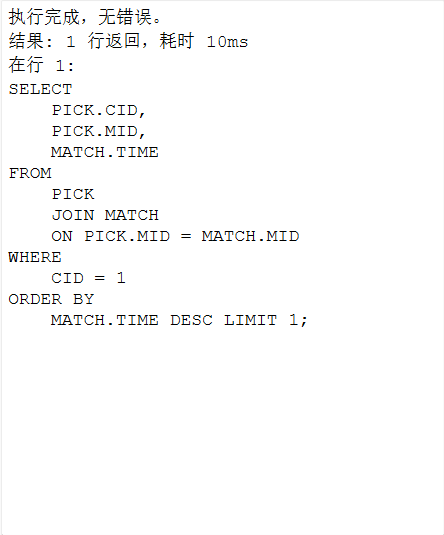 执行完成，无错误。
结果: 1 行返回，耗时 10ms
在行 1:
SELECT
    PICK.CID,
    PICK.MID,
    MATCH.TIME
FROM
    PICK
    JOIN MATCH
    ON PICK.MID = MATCH.MID
WHERE
    CID = 1
ORDER BY
    MATCH.TIME DESC LIMIT 1;